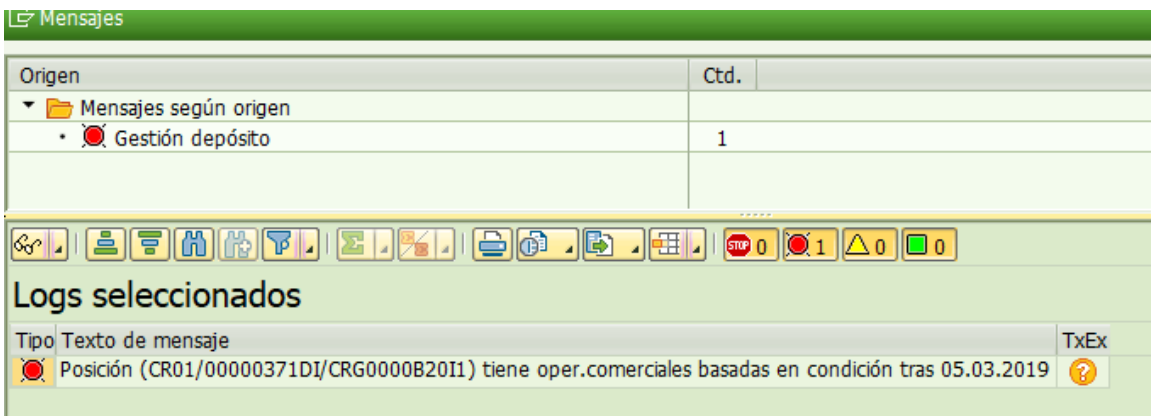 Mensajes
Origen Ctd.
Mensajes según origen
Gestión depósito 1
STOP 0 1 0 0
Logs seleccionados
Tipo Texto de mensaje TxEx
Posición (CR01/00000371DI/CRG0000B20I1) tiene oper.comerciales basadas en condición tras 05.03.2019